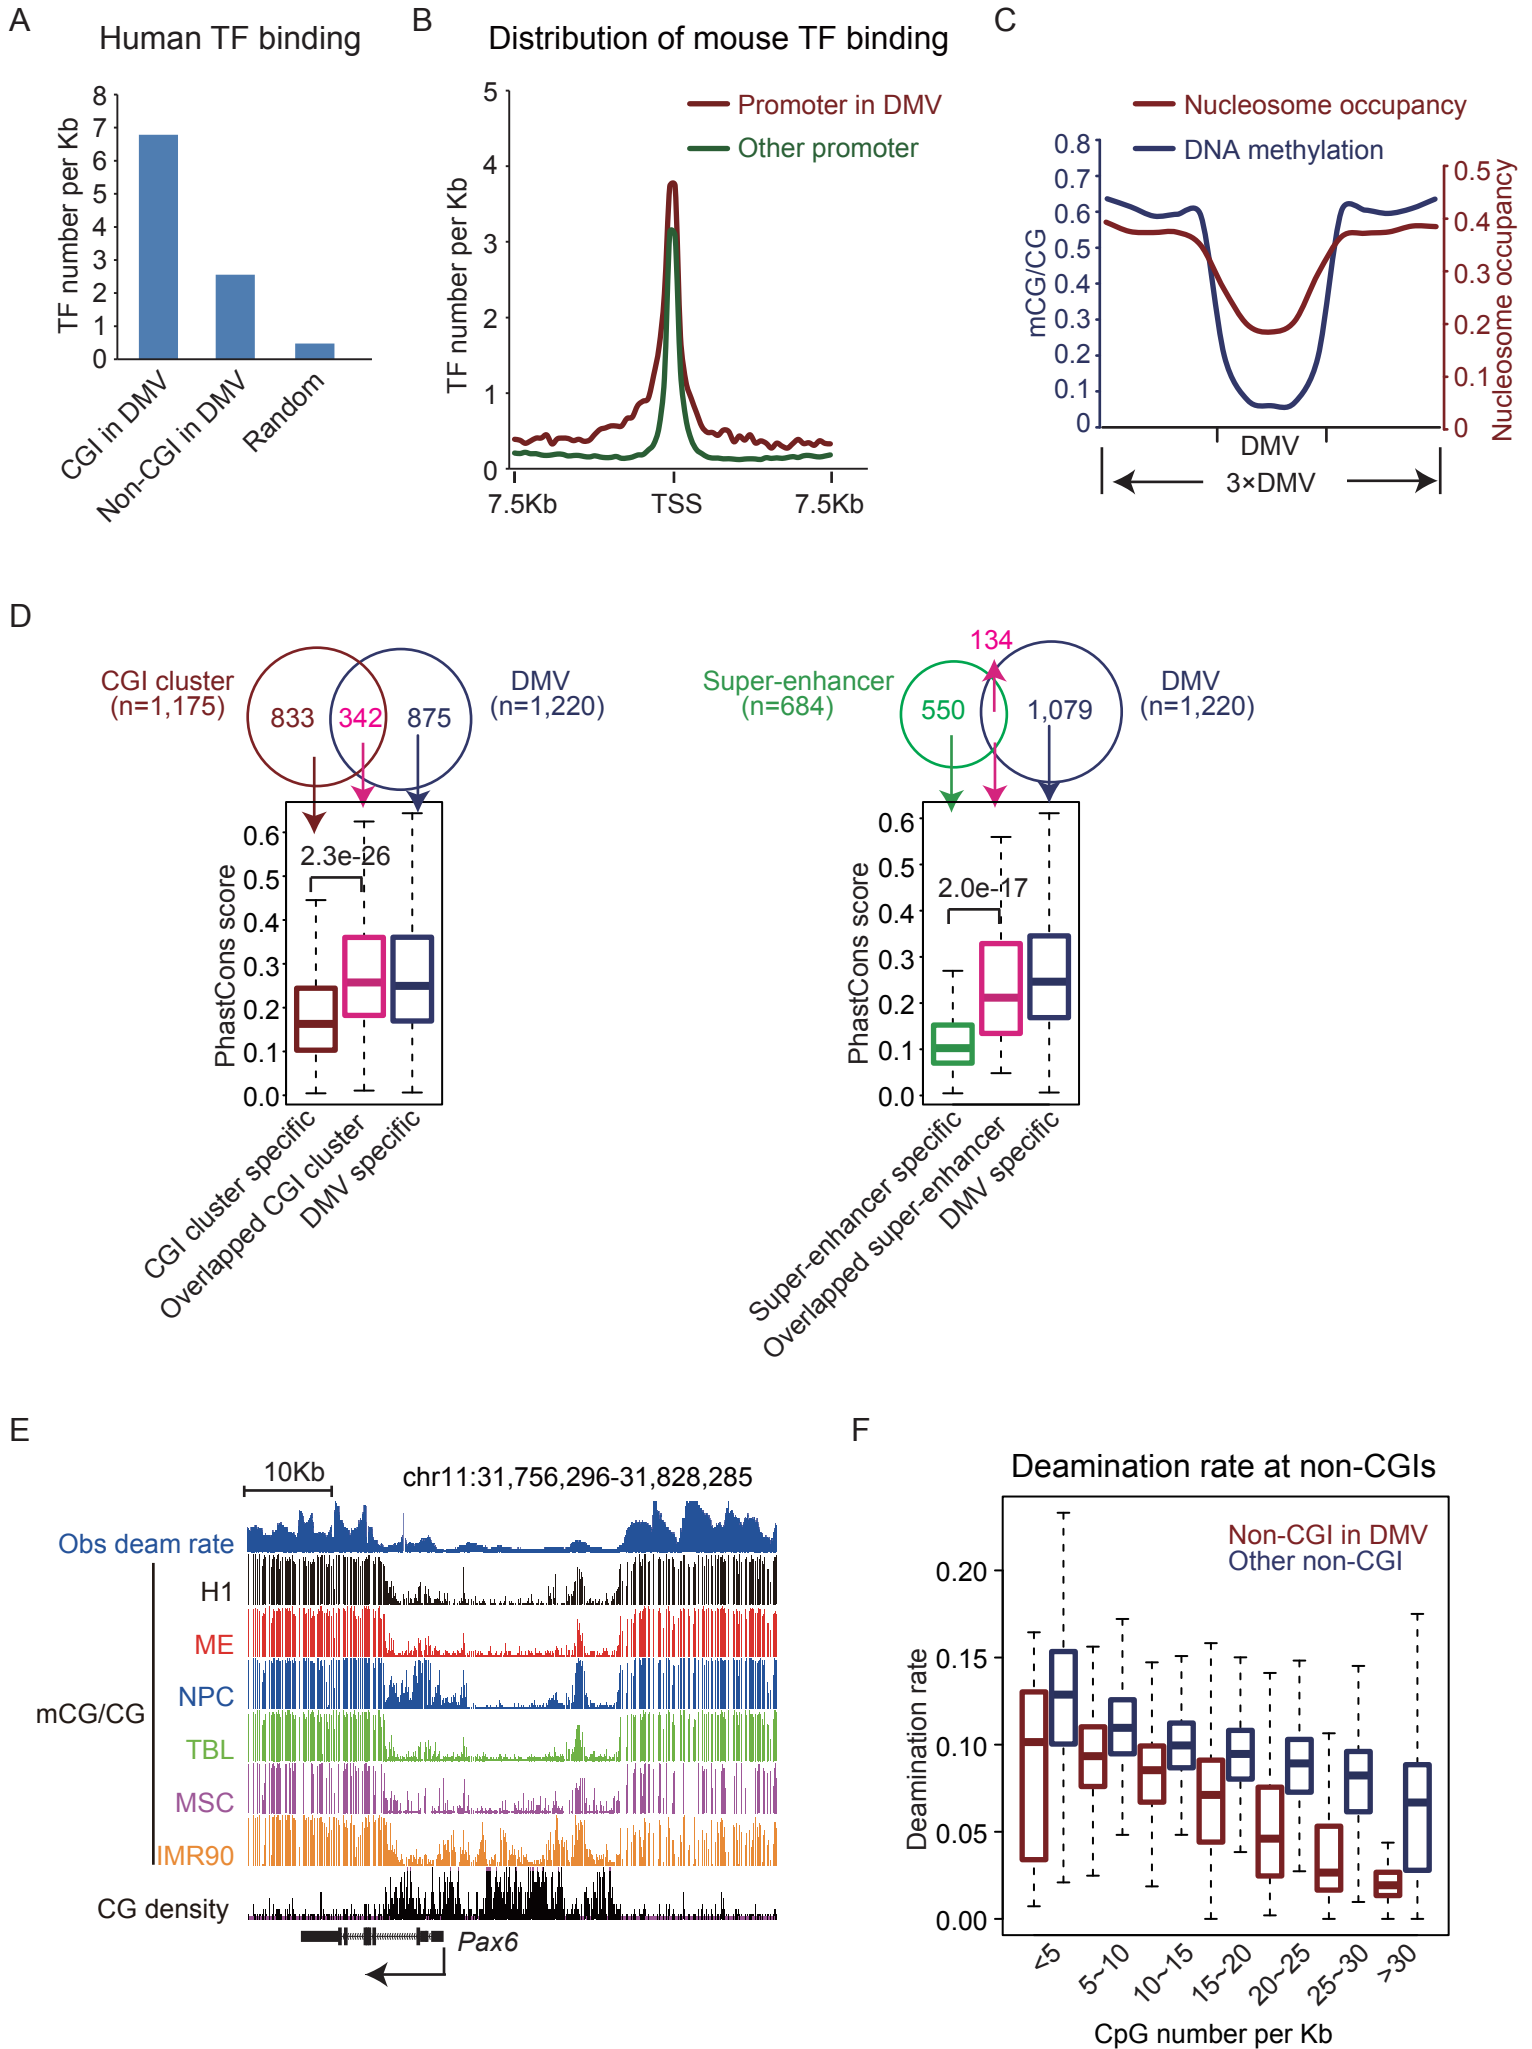 A
Human TF binding
TF number per Kb
8
7
6
5
4
3
2
1
0
CGI in DMV
Non-CGI in DMV
Random
B
Distribution of mouse TF binding
Promoter in DMV
Other promoter
TF number per Kb
5
4
3
2
1
0
7.5Kb
TSS
7.5Kb
C
Nucleosome occupancy
DNA methylation
mCG/CG
0.8
0.7
0.6
0.5
0.4
0.3
0.2
0.1
0
Nucleosome occupancy
0.5
0.4
0.3
0.2
0.1
0
DMV
3×DMV
D
CGI cluster
(n=1,175)
833
342
875
DMV
(n=1,220)
PhastCons score
0.6
0.5
0.4
0.3
0.2
0.1
0.0
2.3e-26
CGI cluster specific
Overlapped CGI cluster
DMV specific
Super-enhancer
(n=684)
134
550
1,079
DMV
(n=1,220)
PhastCons score
0.6
0.5
0.4
0.3
0.2
0.1
0.0
2.0e-17
Super-enhancer specific
Overlapped super-enhancer
DMV specific
E
10Kb
chr11:31,756,296-31,828,285
Obs deam rate
mCG/CG
H1
ME
NPC
TBL
MSC
IMR90
CG density
Pax6
F
Deamination rate at non-CGIs
Non-CGI in DMV
Other non-CGI
Deamination rate
0.20
0.15
0.10
0.05
0.00
<5
5~10
10~15
15~20
20~25
25~30
>30
CpG number per Kb